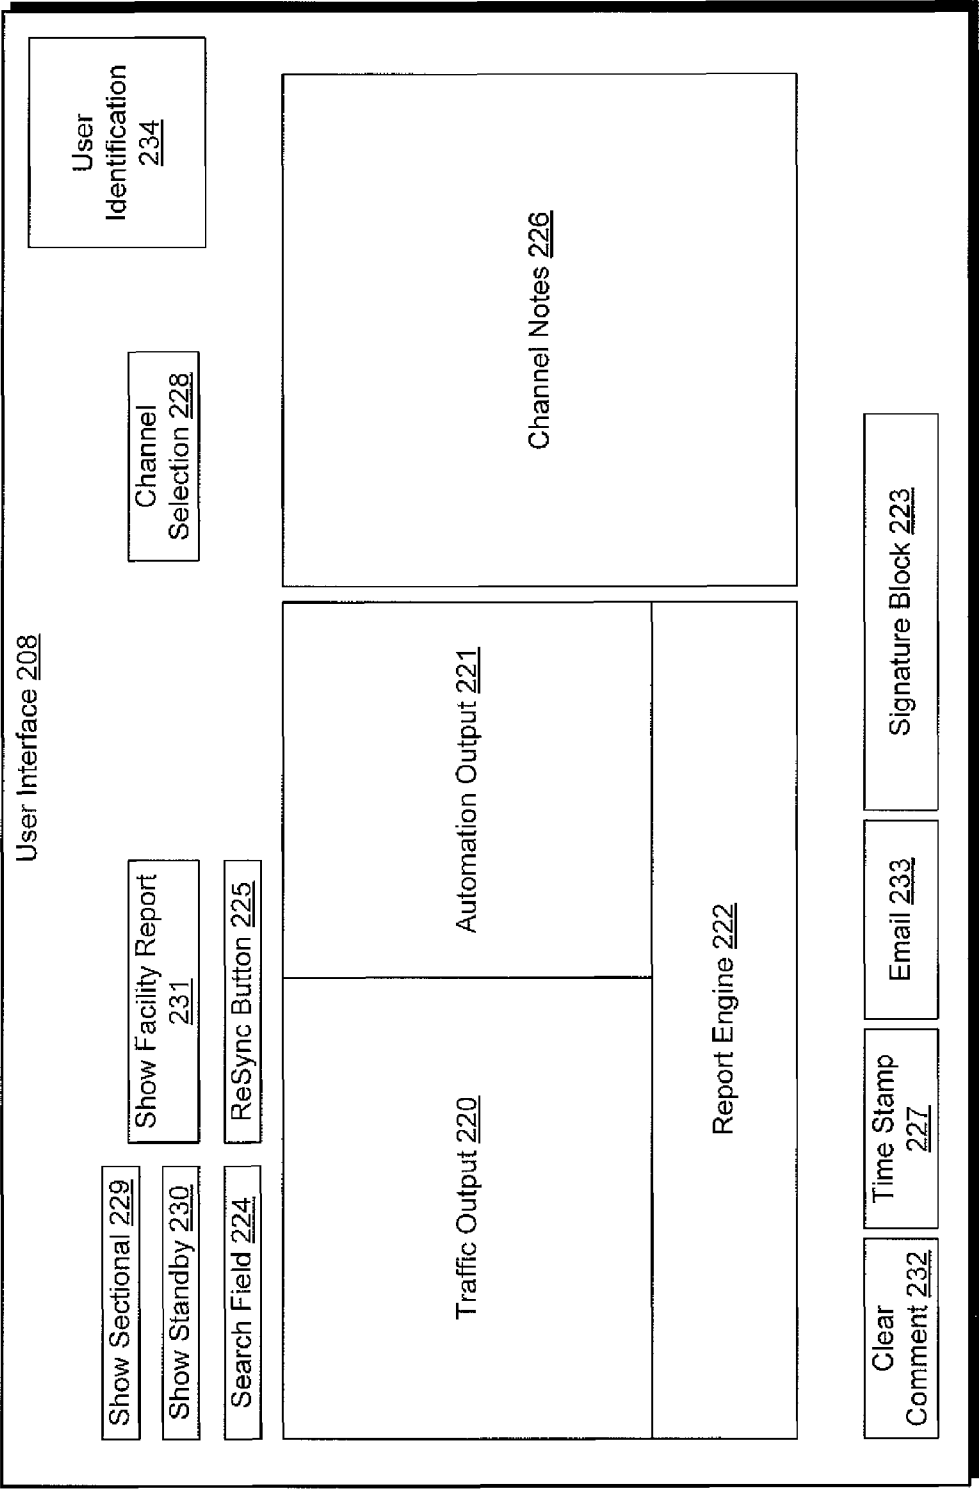 User Interface 208
User
Identification
234
Show Sectional 229
Show Facility Report
231
Channel
Selection 228
Show Standby 230
Search Field 224
ReSync Button 225
Traffic Output 220
Automation Output 221
Channel Notes 226
Report Engine 222
Clear
Comment 232
Time Stamp
227
Email 233
Signature Block 223